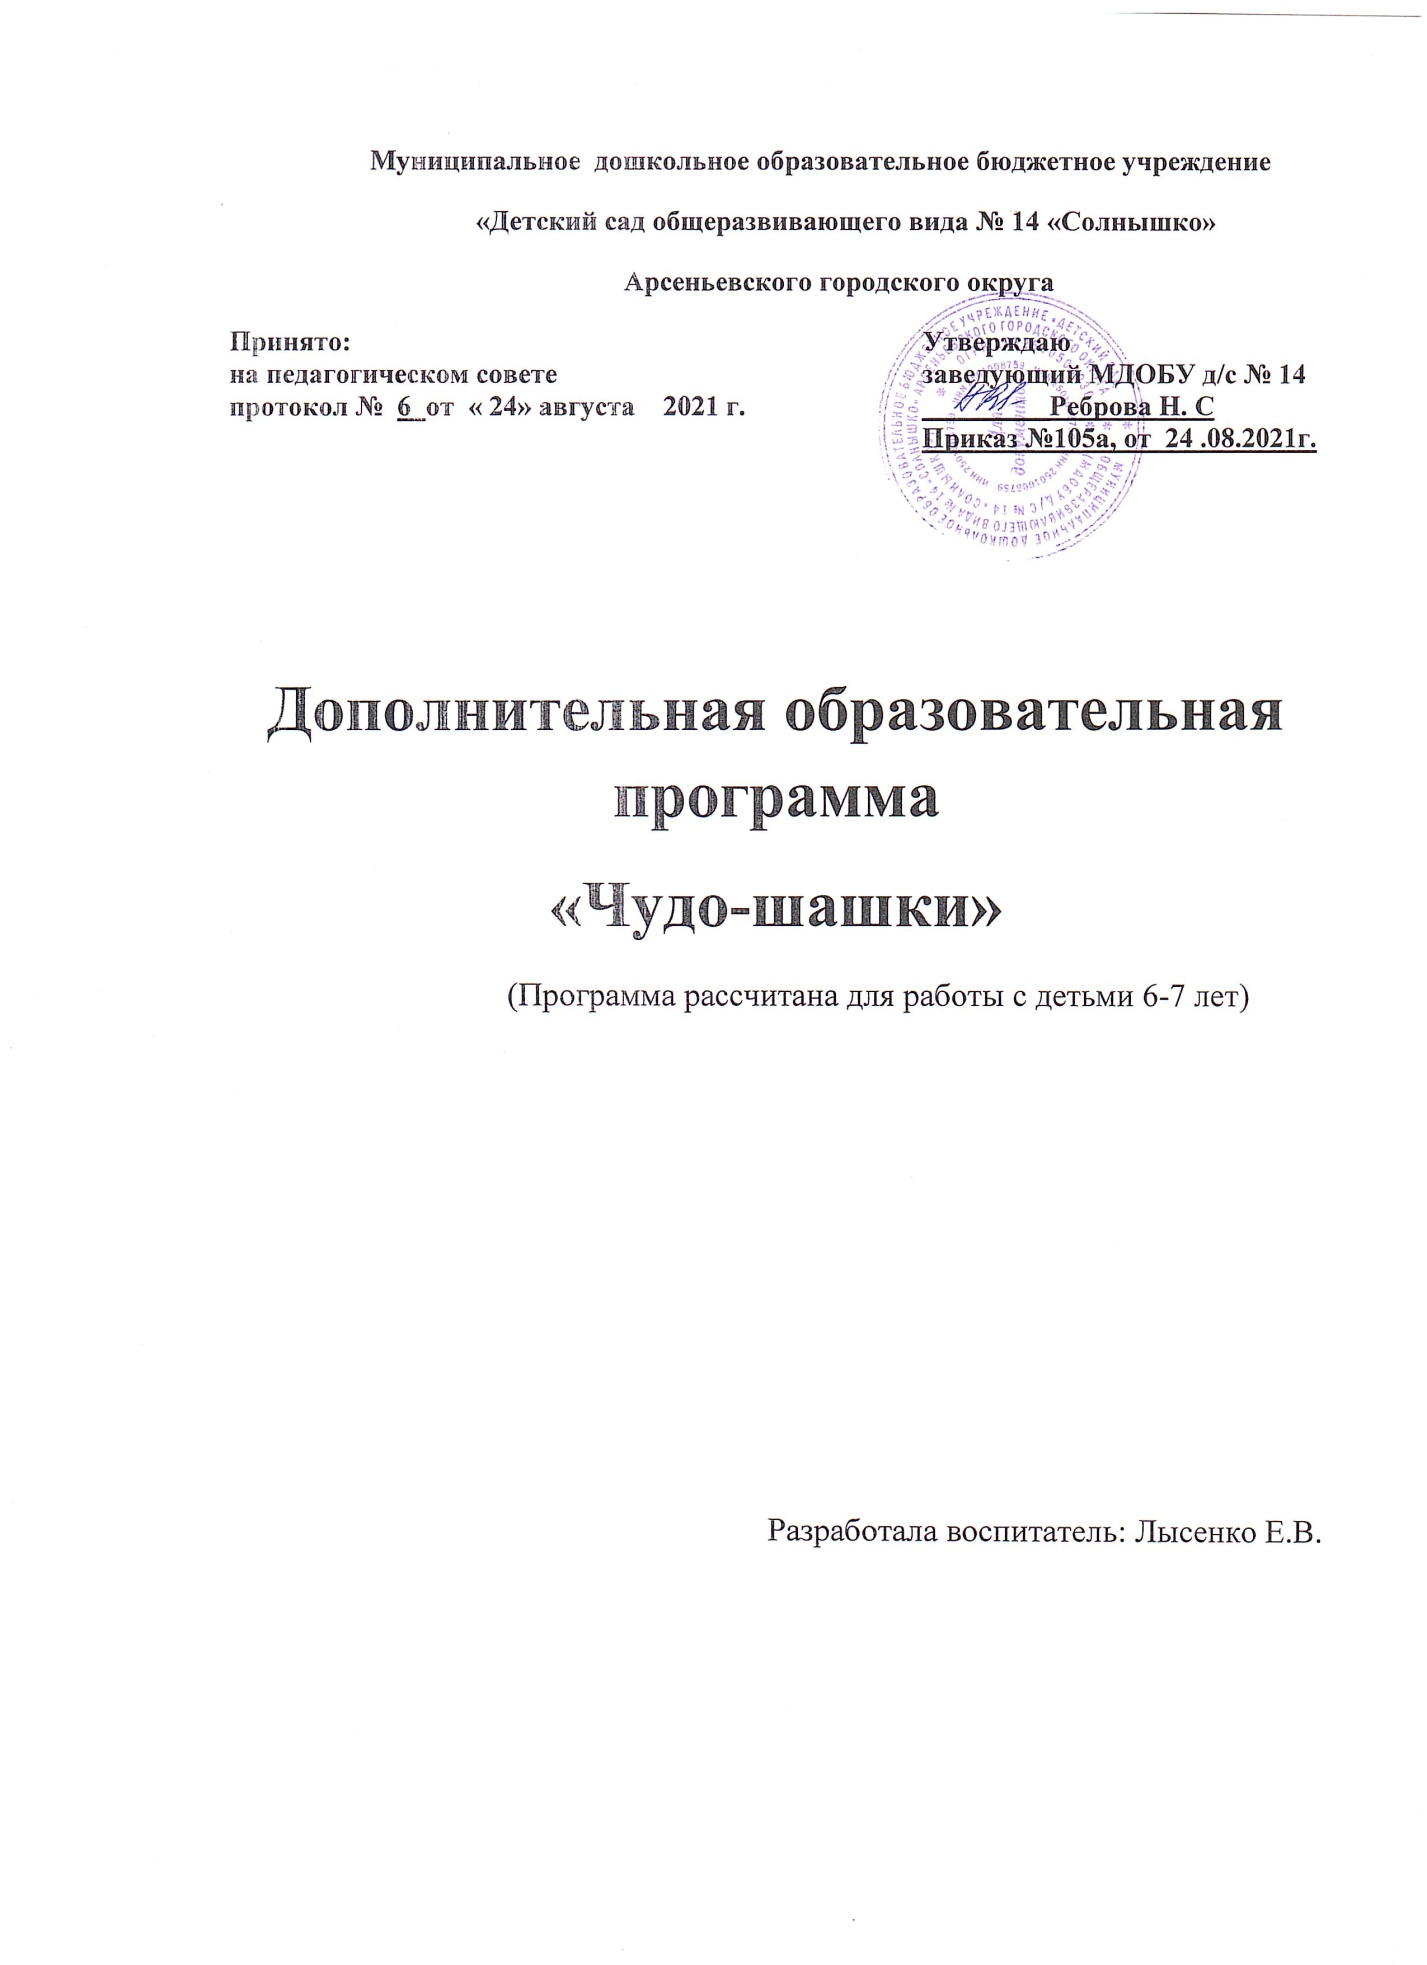 Муниципальное дошкольное образовательное бюджетное учреждение
«Детский сад общеразвивающего вида № 14 «Солнышко»
Арсеньевского городского округа
Принято:
на педагогическом совете
протокол № 6 от « 24» августа 2021 г.
Утверждаю
заведующий МДОБУ д/с № 14
Реброва Н. С
Приказ №105а, от 24 .08.2021г.
Дополнительная образовательная
программа
«Чудо-шашки»
(Программа рассчитана для работы с детьми 6-7 лет)
Разработала воспитатель: Лысенко Е.В.